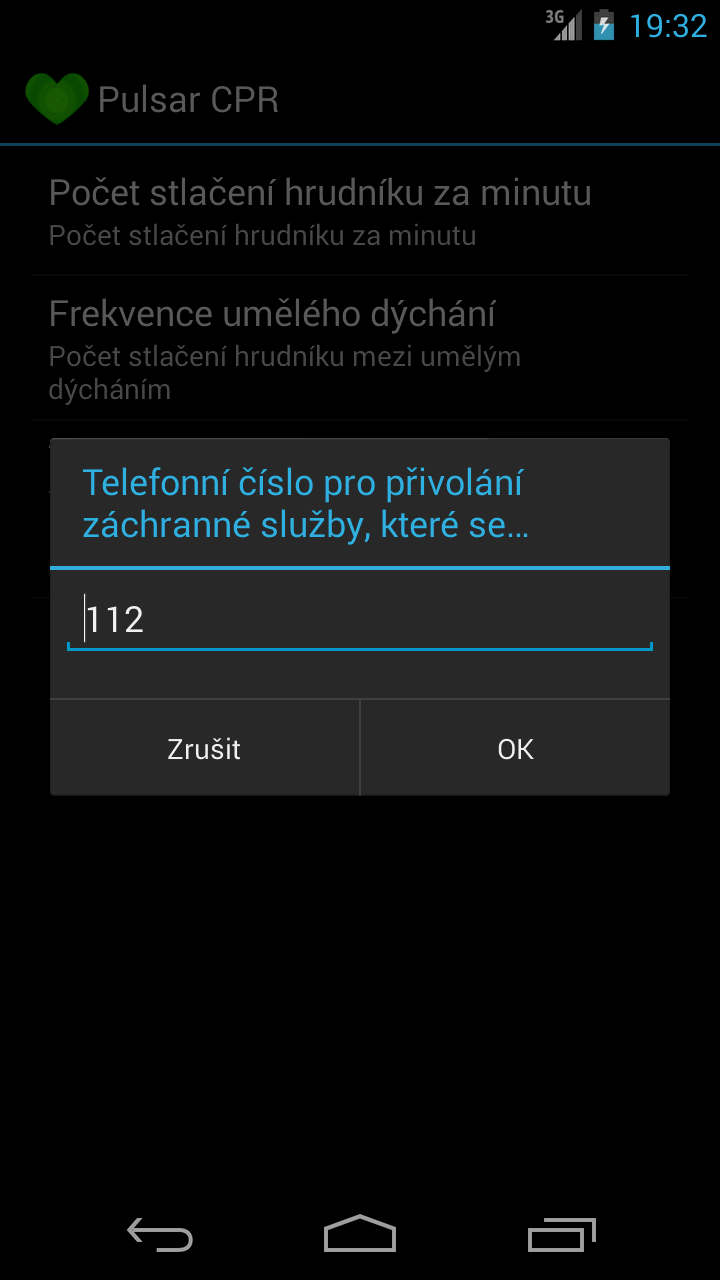 3G 19:32
Pulsar CPR
Počet stlačení hrudníku za minutu
Počet stlačení hrudníku za minutu
Frekvence umělého dýchání
Počet stlačení hrudníku mezi umělým
dýcháním
Telefonní číslo pro přivolání
záchranné služby, které se…
112
Zrušit OK